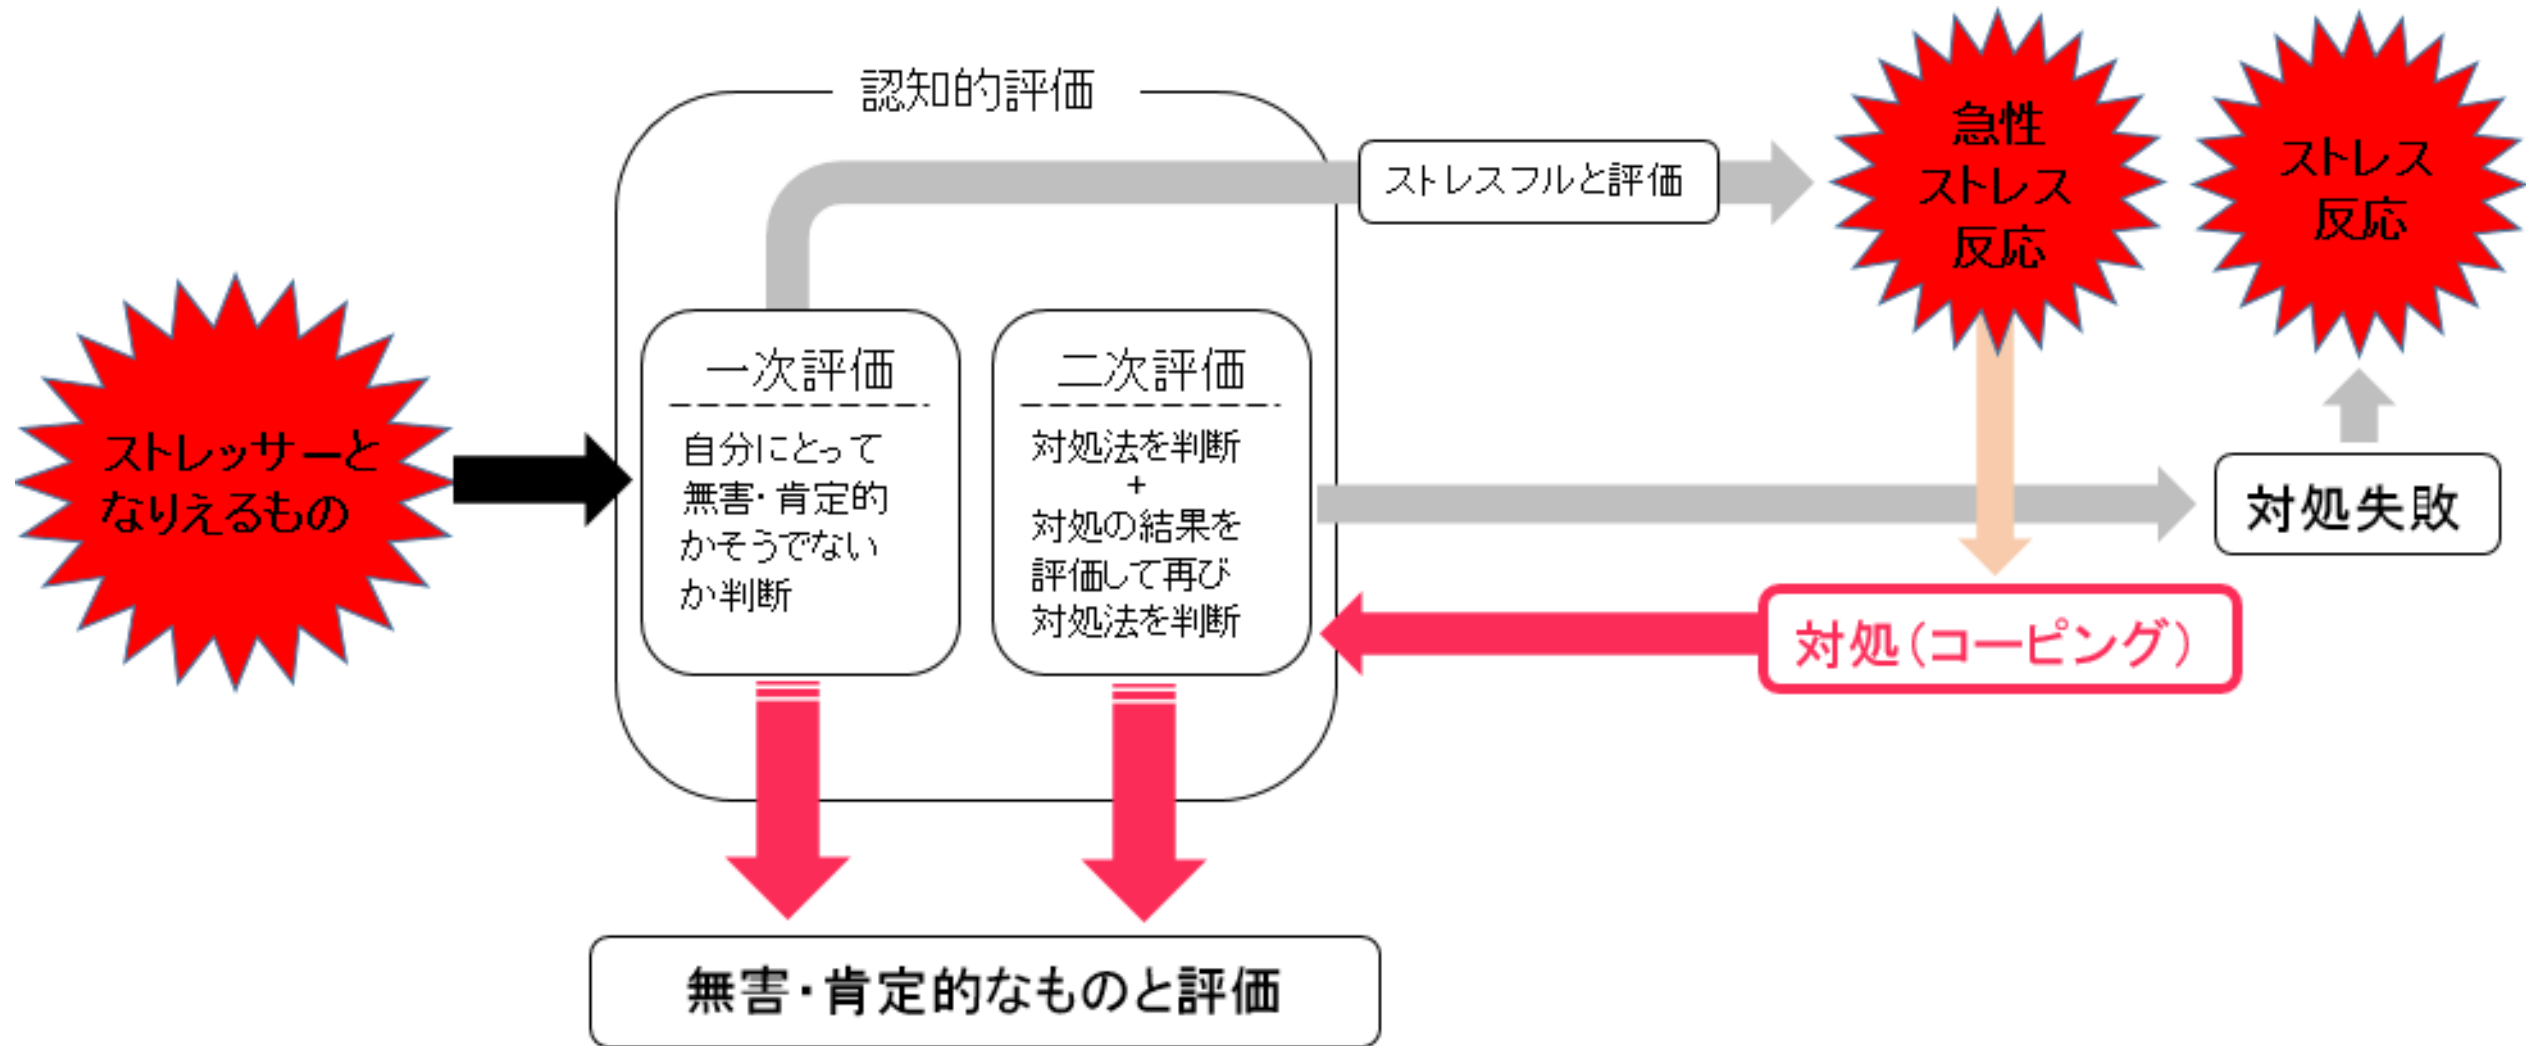 認知的評価
ストレスフルと評価
急性
ストレス
反応
ストレス
反応
ストレッサーと
なりえるもの
一次評価
自分にとって
無害・肯定的
かそうでない
か判断
二次評価
対処法を判断
+
対処の結果を
評価して再び
対処法を判断
対処失敗
対処(コーピング)
無害・肯定的なものと評価